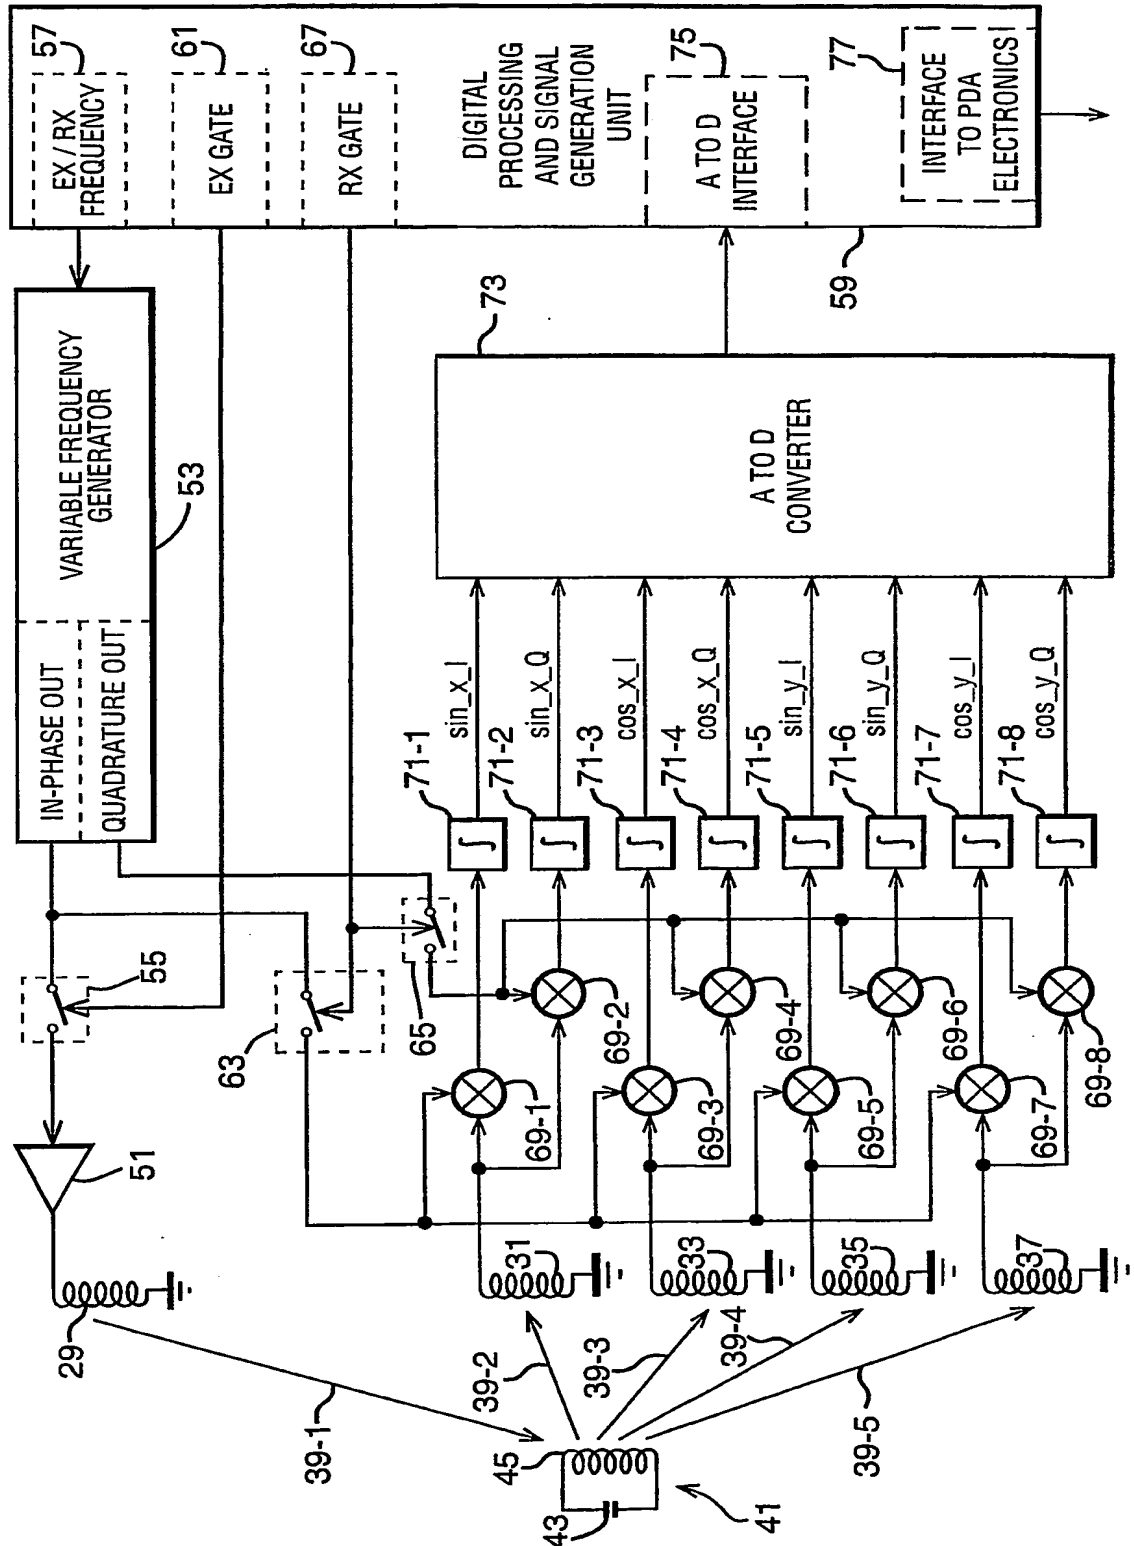 57
61
67
75
77
EX / RX
FREQUENCY
EX GATE
RX GATE
DIGITAL
PROCESSING
AND SIGNAL
GENERATION
UNIT
A TO D
INTERFACE
INTERFACE
TO PDA
ELECTRONICS
59
VARIABLE FREQUENCY
GENERATOR
IN-PHASE OUT
QUADRATURE OUT
53
73
A TO D
CONVERTER
sin_x_I
sin_x_Q
cos_x_I
cos_x_Q
sin_y_I
sin_y_Q
cos_y_I
cos_y_Q
71-1
71-2
71-3
71-4
71-5
71-6
71-7
71-8
∫
∫
∫
∫
∫
∫
∫
∫
55
63
65
69-1
69-2
69-3
69-4
69-5
69-6
69-7
69-8
51
29
31
33
35
37
39-1
39-2
39-3
39-4
39-5
45
43
41